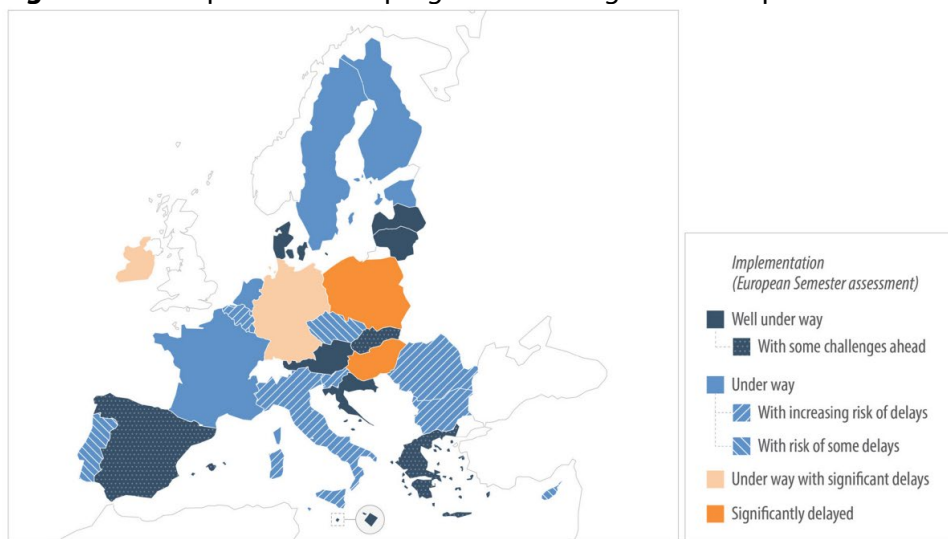 Implementation
(European Semester assessment)
Well under way
With some challenges ahead
Under way
With increasing risk of delays
With risk of some delays
Under way with significant delays
Significantly delayed